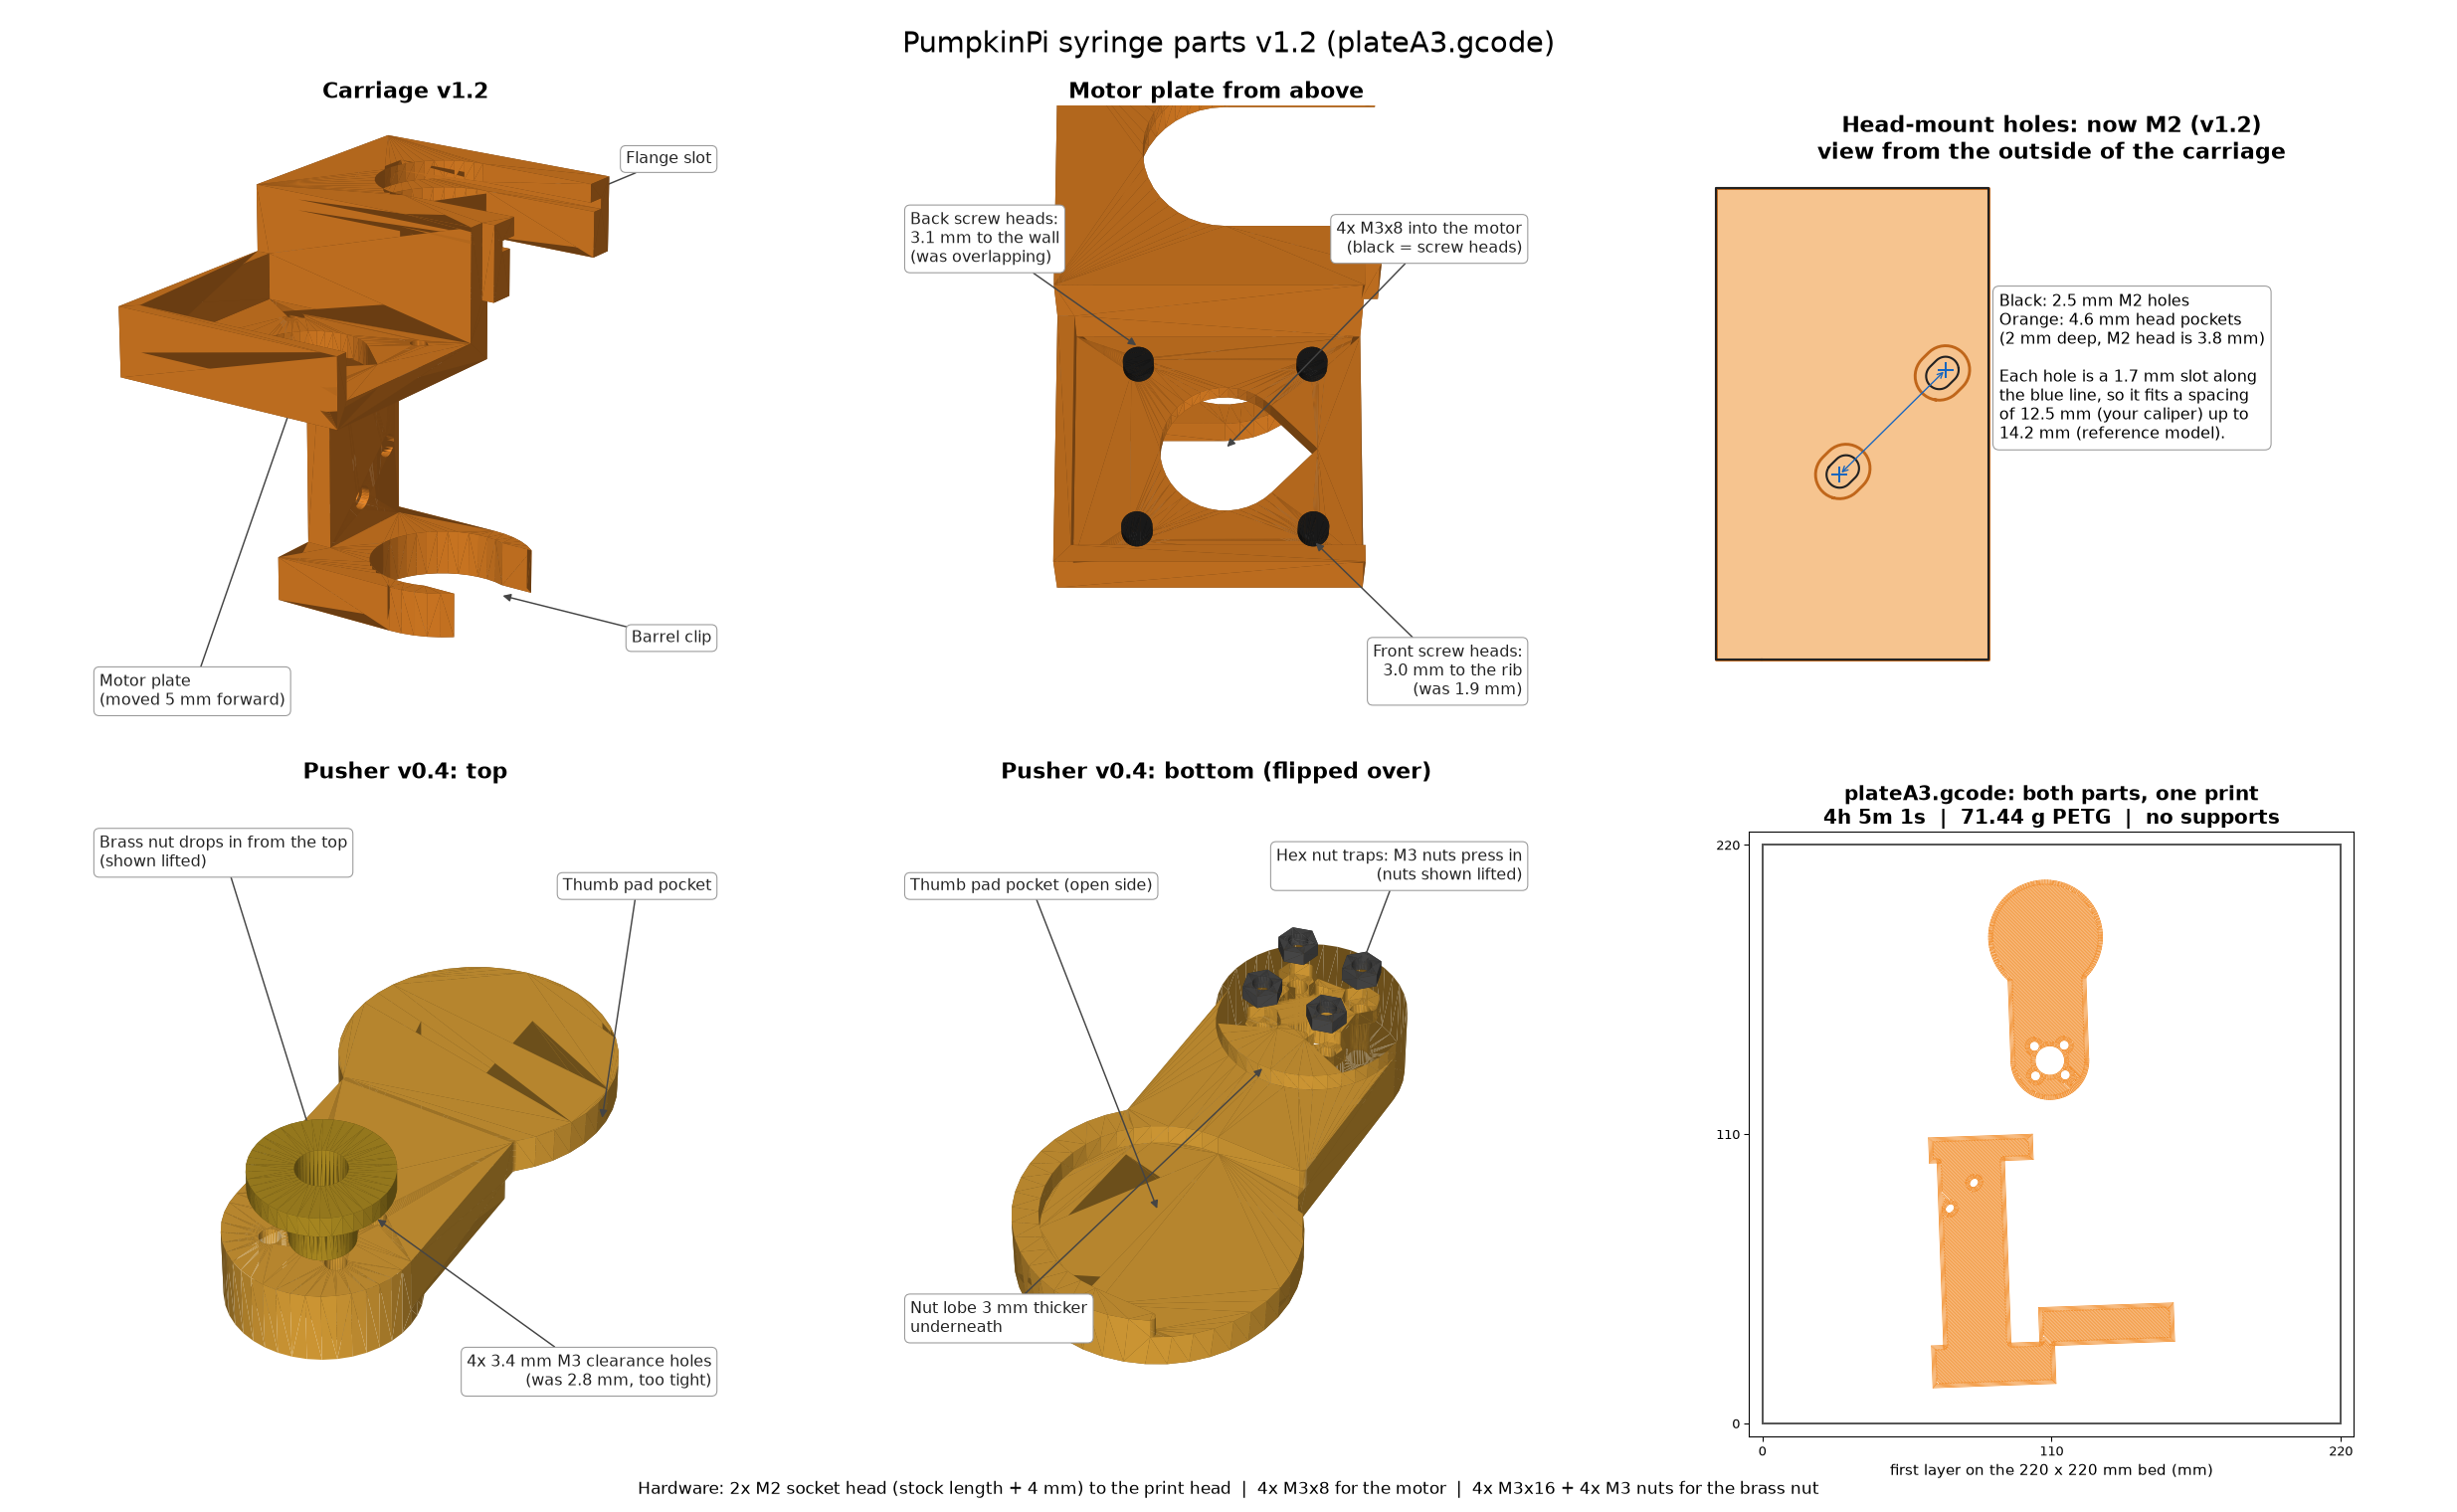 PumpkinPi syringe parts v1.2 (plateA3.gcode)
Carriage v1.2
Flange slot
Motor plate
(moved 5 mm forward)
Barrel clip
Motor plate from above
Back screw heads:
3.1 mm to the wall
(was overlapping)
4x M3x8 into the motor
(black = screw heads)
Front screw heads:
3.0 mm to the rib
(was 1.9 mm)
Head-mount holes: now M2 (v1.2)
view from the outside of the carriage
Black: 2.5 mm M2 holes
Orange: 4.6 mm head pockets
(2 mm deep, M2 head is 3.8 mm)
Each hole is a 1.7 mm slot along
the blue line, so it fits a spacing
of 12.5 mm (your caliper) up to
14.2 mm (reference model).
Pusher v0.4: top
Brass nut drops in from the top
(shown lifted)
Thumb pad pocket
4x 3.4 mm M3 clearance holes
(was 2.8 mm, too tight)
Pusher v0.4: bottom (flipped over)
Thumb pad pocket (open side)
Hex nut traps: M3 nuts press in
(nuts shown lifted)
Nut lobe 3 mm thicker
underneath
plateA3.gcode: both parts, one print
4h 5m 1s | 71.44 g PETG | no supports
220
110
0
0
110
220
first layer on the 220 x 220 mm bed (mm)
Hardware: 2x M2 socket head (stock length + 4 mm) to the print head | 4x M3x8 for the motor | 4x M3x16 + 4x M3 nuts for the brass nut